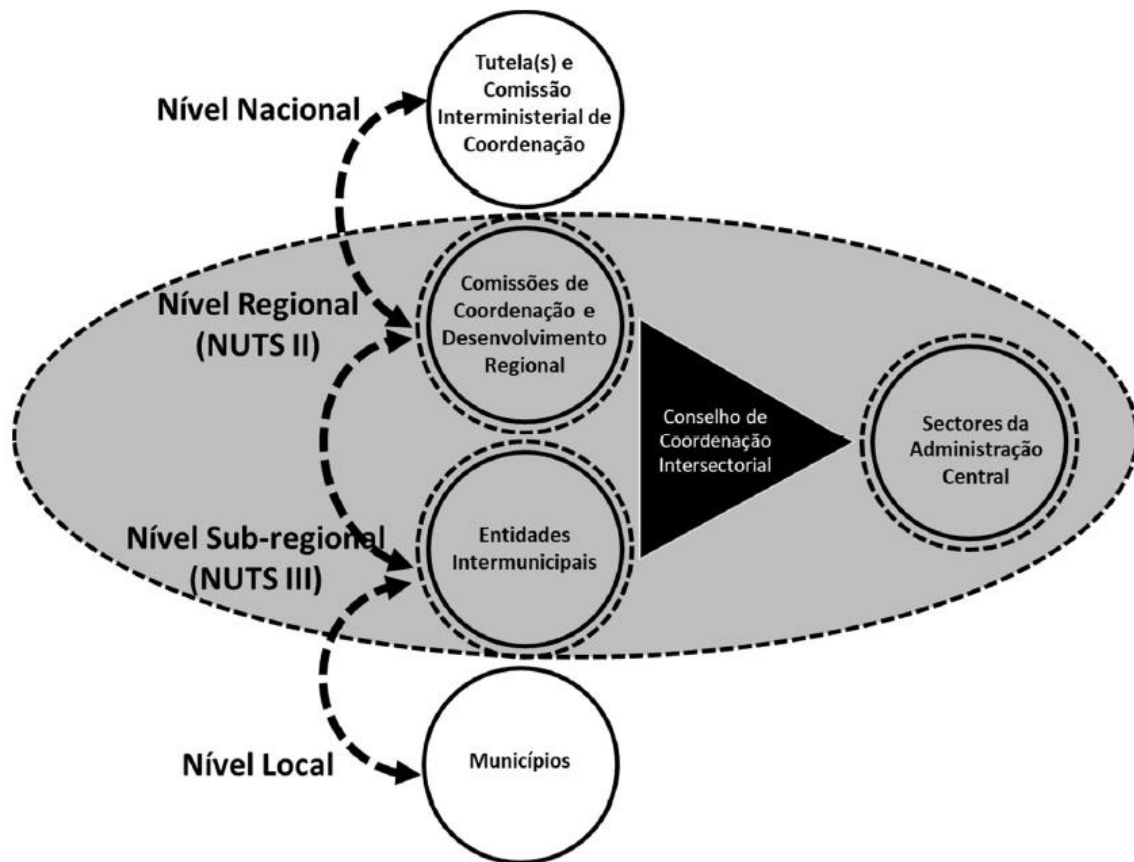 Tutela(s) e
Comissão
Interministerial de
Coordenação
Nível Nacional
Nível Regional
(NUTS II)
Comissões de
Coordenação e
Desenvolvimento
Regional
Conselho de
Coordenação
Intersectorial
Sectores da
Administração
Central
Nível Sub-regional
(NUTS III)
Entidades
Intermunicipais
Nível Local
Municípios